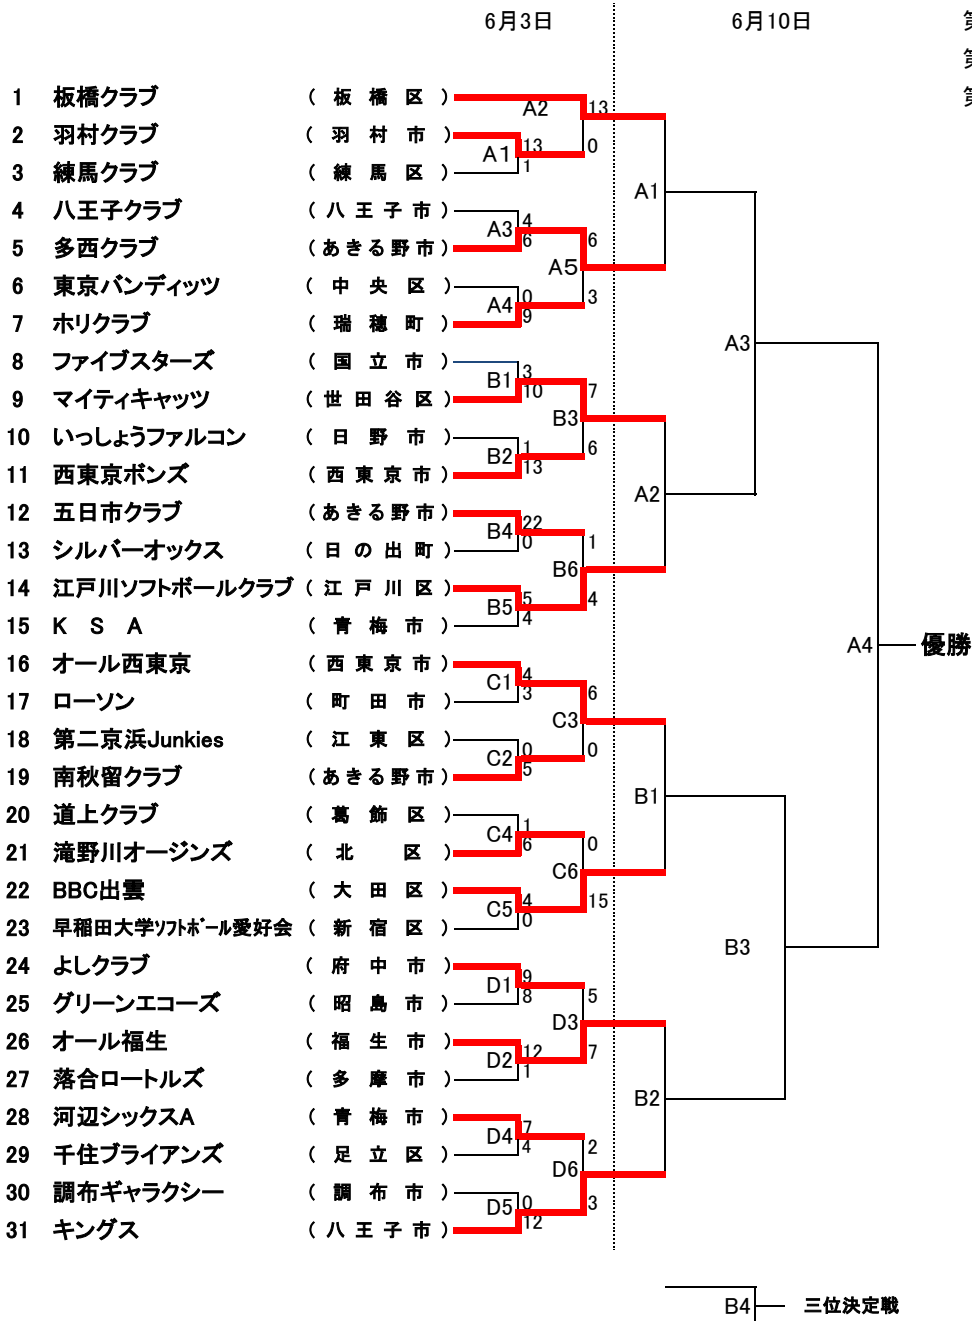 6月3日 6月10日
1 板橋クラブ ( 板 橋 区 ) A2 13
2 羽村クラブ ( 羽 村 市 ) A1 13 0
3 練馬クラブ ( 練 馬 区 ) 1
A1
4 八王子クラブ ( 八 王 子 市 ) A3 4
5 多西クラブ ( あ き る 野 市 ) 6 6
A5
6 東京バンディッツ ( 中 央 区 ) 0 3
7 ホリクラブ ( 瑞 穂 町 ) A4 9
A3
8 ファイブスターズ ( 国 立 市 ) B1 3
9 マイティキャッツ ( 世 田 谷 区 ) 10 7
B3
10 いっしょうファルコン ( 日 野 市 ) B2 1 6
11 西東京ボンズ ( 西 東 京 市 ) 13
A2
12 五日市クラブ ( あ き る 野 市 ) B4 22
13 シルバーオックス ( 日 の 出 町 ) 0 1
B6
14 江戸川ソフトボールクラブ ( 江 戸 川 区 ) B5 5 4
15 K S A ( 青 梅 市 ) 4
A4 優勝
16 オール西東京 ( 西 東 京 市 ) C1 4
17 ローソン ( 町 田 市 ) 3 6
C3
18 第二京浜Junkies ( 江 東 区 ) C2 0 0
19 南秋留クラブ ( あ き る 野 市 ) 5
B1
20 道上クラブ ( 葛 飾 区 ) C4 1
21 滝野川オージンズ ( 北 区 ) 6 0
C6
22 BBC出雲 ( 大 田 区 ) C5 4 15
23 早稲田大学ソフトボール愛好会 ( 新 宿 区 ) 0
B3
24 よしクラブ ( 府 中 市 ) D1 9
25 グリーンエコーズ ( 昭 島 市 ) 8 5
D3
26 オール福生 ( 福 生 市 ) D2 12 7
27 落合ロートルズ ( 多 摩 市 ) 1
B2
28 河辺シックスA ( 青 梅 市 ) D4 7
29 千住ブライアンズ ( 足 立 区 ) 4 2
D6
30 調布ギャラクシー ( 調 布 市 ) D5 0 3
31 キングス ( 八 王 子 市 ) 12
B4 三位決定戦